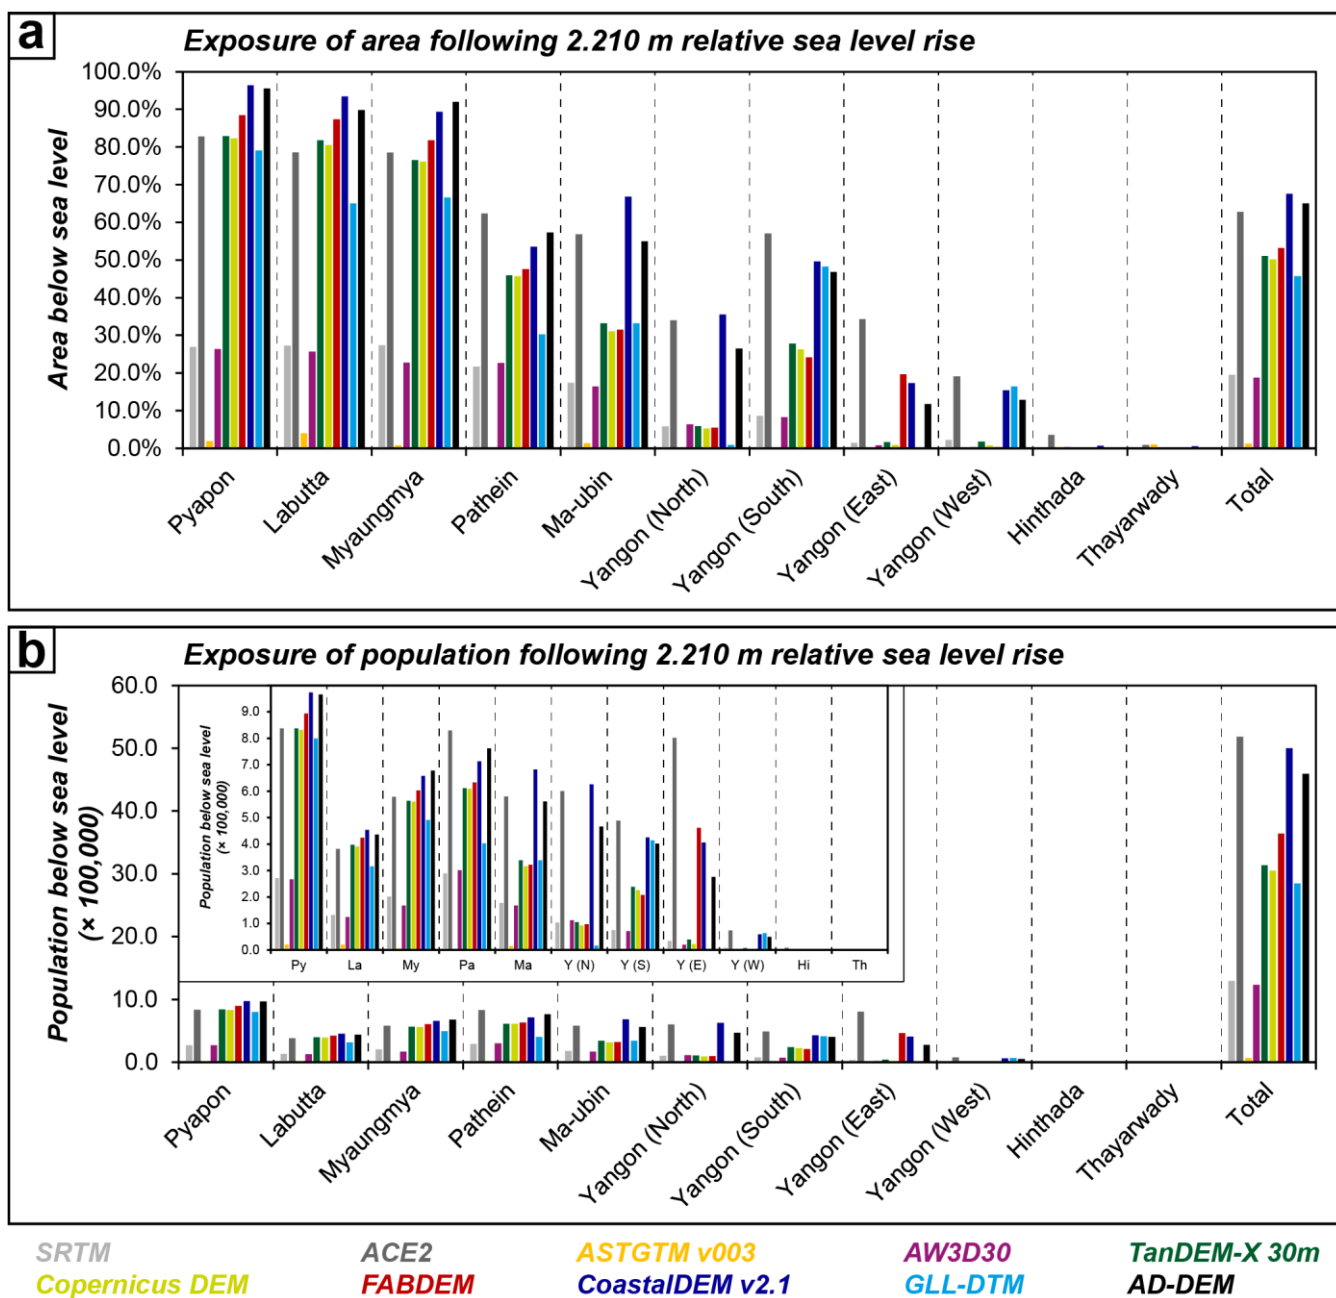 a
Exposure of area following 2.210 m relative sea level rise
Area below sea level
100.0%
90.0%
80.0%
70.0%
60.0%
50.0%
40.0%
30.0%
20.0%
10.0%
0.0%
Pyapon
Labutta
Myaungmya
Pathein
Ma-ubin
Yangon (North)
Yangon (South)
Yangon (East)
Yangon (West)
Hinthada
Thayarwady
Total
b
Exposure of population following 2.210 m relative sea level rise
Population below sea level
(× 100,000)
60.0
50.0
40.0
30.0
20.0
10.0
0.0
Population below sea level
(× 100,000)
9.0
8.0
7.0
6.0
5.0
4.0
3.0
2.0
1.0
0.0
Py La My Pa Ma Y (N) Y (S) Y (E) Y (W) Hi Th
Pyapon
Labutta
Myaungmya
Pathein
Ma-ubin
Yangon (North)
Yangon (South)
Yangon (East)
Yangon (West)
Hinthada
Thayarwady
Total
SRTM ACE2 ASTGTM v003 AW3D30 TanDEM-X 30m
Copernicus DEM FABDEM CoastalDEM v2.1 GLL-DTM AD-DEM